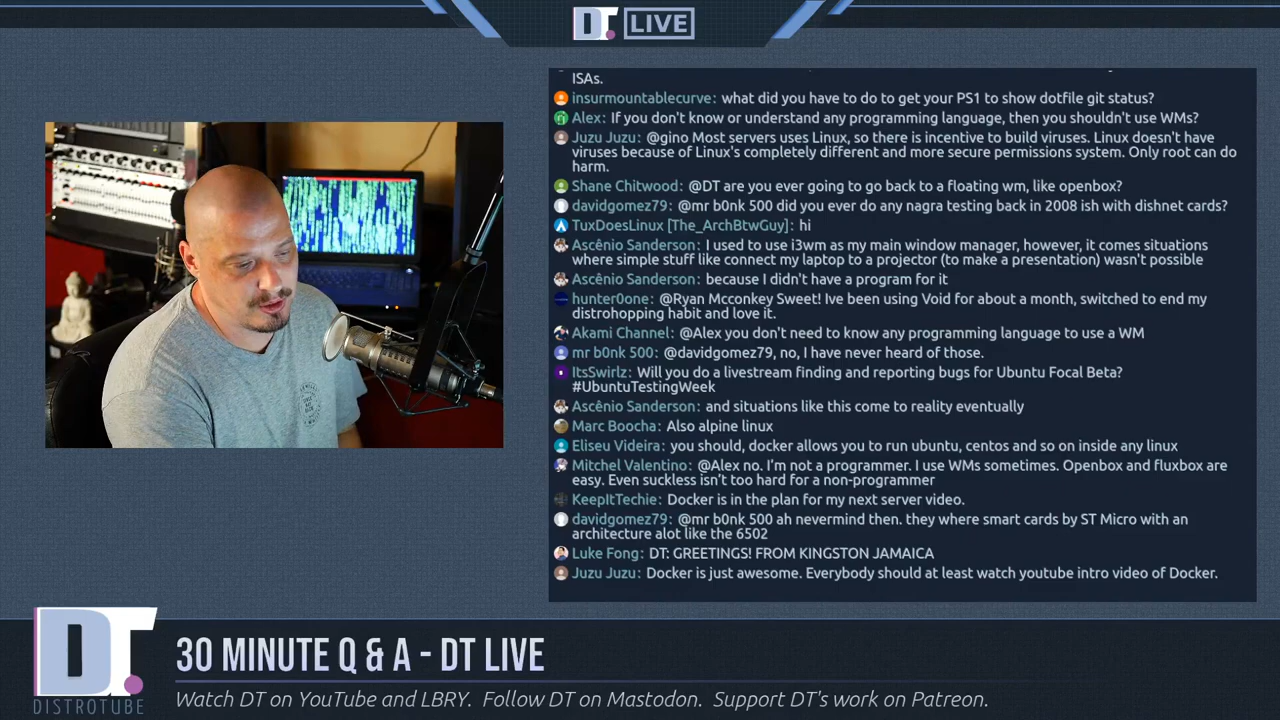 DT. LIVE
ISAs.
insurmountablecurve: what did you have to do to get your PS1 to show dotfile git status?
Alex: If you don't know or understand any programming language, then you shouldn't use WMs?
Juzu Juzu: @gino Most servers uses Linux, so there is incentive to build viruses. Linux doesn't have
viruses because of Linux's completely different and more secure permissions system. Only root can do
harm.
Shane Chitwood: @DT are you ever going to go back to a floating wm, like openbox?
davidgomez79: @mr b0nk 500 did you ever do any nagra testing back in 2008 ish with dishnet cards?
TuxDoesLinux [The_ArchBtwGuy]: hi
Ascênio Sanderson: I used to use i3wm as my main window manager, however, it comes situations
where simple stuff like connect my laptop to a projector (to make a presentation) wasn't possible
Ascênio Sanderson: because I didn't have a program for it
hunter0one: @Ryan Mcconkey Sweet! Ive been using Void for about a month, switched to end my
distrohopping habit and love it.
Akami Channel: @Alex you don't need to know any programming language to use a WM
mr b0nk 500: @davidgomez79, no, I have never heard of those.
ItsSwirlz: Will you do a livestream finding and reporting bugs for Ubuntu Focal Beta?
#UbuntuTestingWeek
Ascênio Sanderson: and situations like this come to reality eventually
Marc Boocha: Also alpine linux
Eliseu Videira: you should, docker allows you to run ubuntu, centos and so on inside any linux
Mitchel Valentino: @Alex no. I'm not a programmer. I use WMs sometimes. Openbox and fluxbox are
easy. Even suckless isn't too hard for a non-programmer
KeepItTechie: Docker is in the plan for my next server video.
davidgomez79: @mr b0nk 500 ah nevermind then. they where smart cards by ST Micro with an
architecture alot like the 6502
Luke Fong: DT: GREETINGS! FROM KINGSTON JAMAICA
Juzu Juzu: Docker is just awesome. Everybody should at least watch youtube intro video of Docker.
DT.
DISTROTUBE
30 MINUTE Q & A - DT LIVE
Watch DT on YouTube and LBRY. Follow DT on Mastodon. Support DT's work on Patreon.